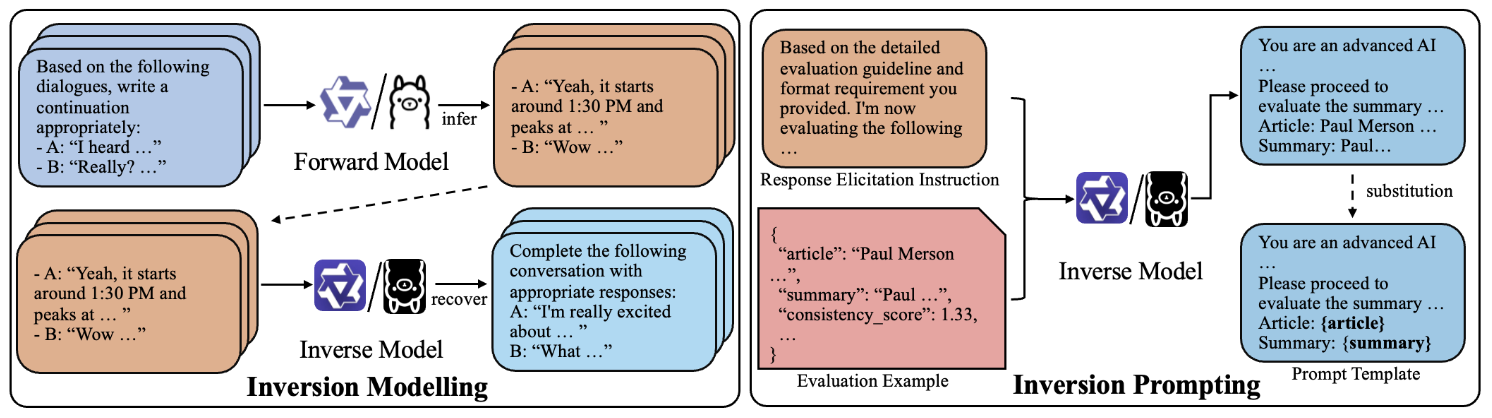 Based on the following
dialogues, write a
continuation
appropriately:
- A: “I heard …”
- B: “Really? …”
infer
Forward Model
- A: “Yeah, it starts
around 1:30 PM and
peaks at … ”
- B: “Wow …”
- A: “Yeah, it starts
around 1:30 PM and
peaks at … ”
- B: “Wow …”
recover
Inverse Model
Complete the following
conversation with
appropriate responses:
A: “I'm really excited
about … ”
B: “What …”
Inversion Modelling
Based on the detailed
evaluation guideline and
format requirement you
provided. I'm now
evaluating the following
…
Response Elicitation Instruction
{
“article”: “Paul Merson
…”,
“summary”: “Paul …”,
“consistency_score”: 1.33,
…
}
Evaluation Example
Inverse Model
You are an advanced AI
…
Please proceed to
evaluate the summary …
Article: Paul Merson …
Summary: Paul…
substitution
You are an advanced AI
…
Please proceed to
evaluate the summary …
Article: {article}
Summary: {summary}
Prompt Template
Inversion Prompting